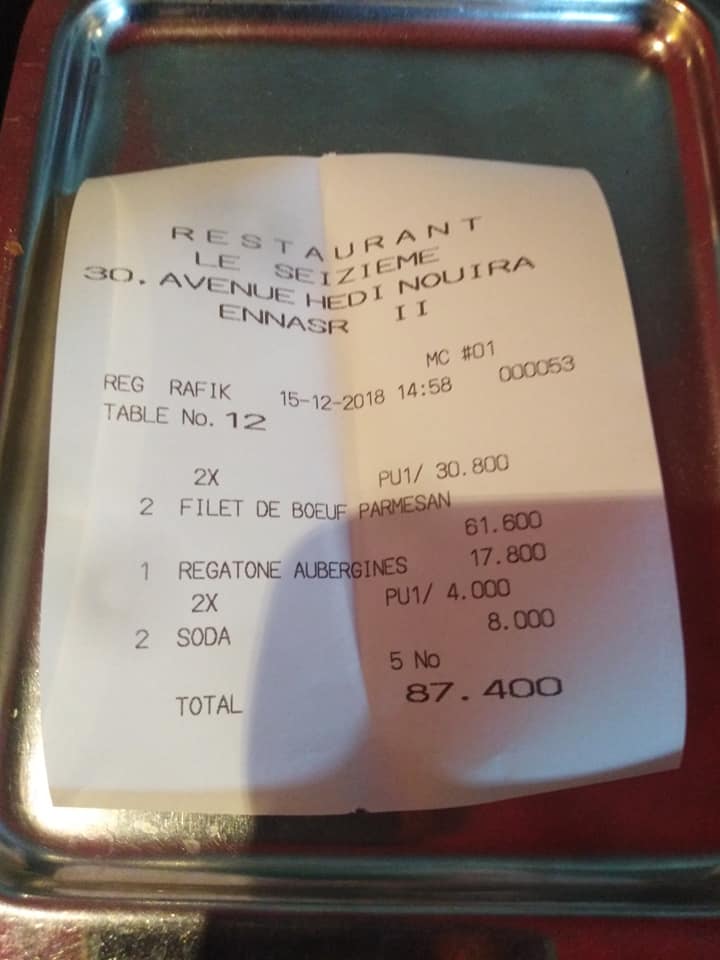 RESTAURANT
LE SEIZIEME
30. AVENUE HEDI NOUIRA
ENNASR II
MC #01
REG RAFIK 15-12-2018 14:58 000053
TABLE No. 12
2X PU1/ 30.800
2 FILET DE BOEUF PARMESAN
61.600
1 REGATONE AUBERGINES 17.800
2X PU1/ 4.000
2 SODA 8.000
5 No
TOTAL 87.400